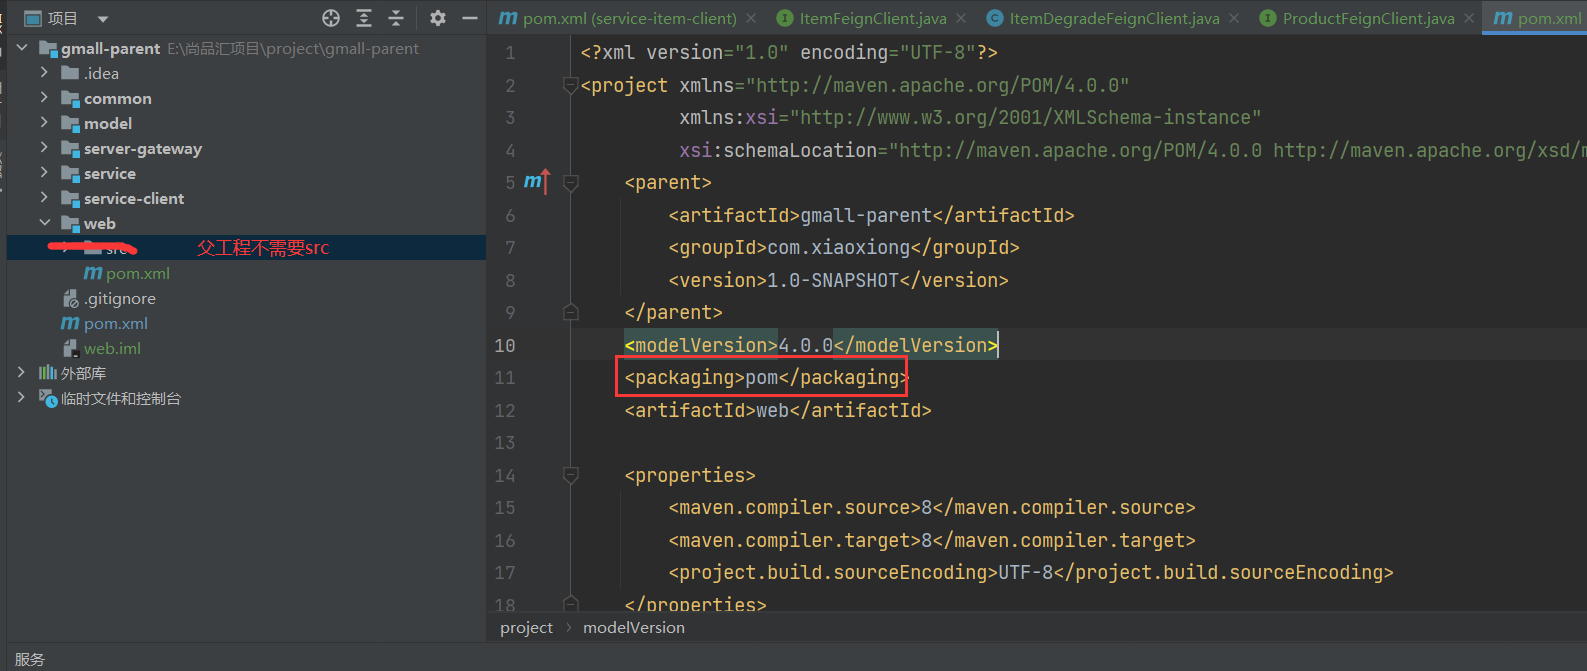 项目
pom.xml (service-item-client)
ItemFeignClient.java
ItemDegradeFeignClient.java
ProductFeignClient.java
pom.xml
gmall-parent E:\尚品汇项目\project\gmall-parent
.idea
common
model
server-gateway
service
service-client
web
src 父工程不需要src
pom.xml
.gitignore
pom.xml
web.iml
外部库
临时文件和控制台
1 <?xml version="1.0" encoding="UTF-8"?>
2 <project xmlns="http://maven.apache.org/POM/4.0.0"
3 xmlns:xsi="http://www.w3.org/2001/XMLSchema-instance"
4 xsi:schemaLocation="http://maven.apache.org/POM/4.0.0 http://maven.apache.org/xsd/m
5 <parent>
6 <artifactId>gmall-parent</artifactId>
7 <groupId>com.xiaoxiong</groupId>
8 <version>1.0-SNAPSHOT</version>
9 </parent>
10 <modelVersion>4.0.0</modelVersion>
11 <packaging>pom</packaging>
12 <artifactId>web</artifactId>
13
14 <properties>
15 <maven.compiler.source>8</maven.compiler.source>
16 <maven.compiler.target>8</maven.compiler.target>
17 <project.build.sourceEncoding>UTF-8</project.build.sourceEncoding>
18 </properties>
project > modelVersion
服务